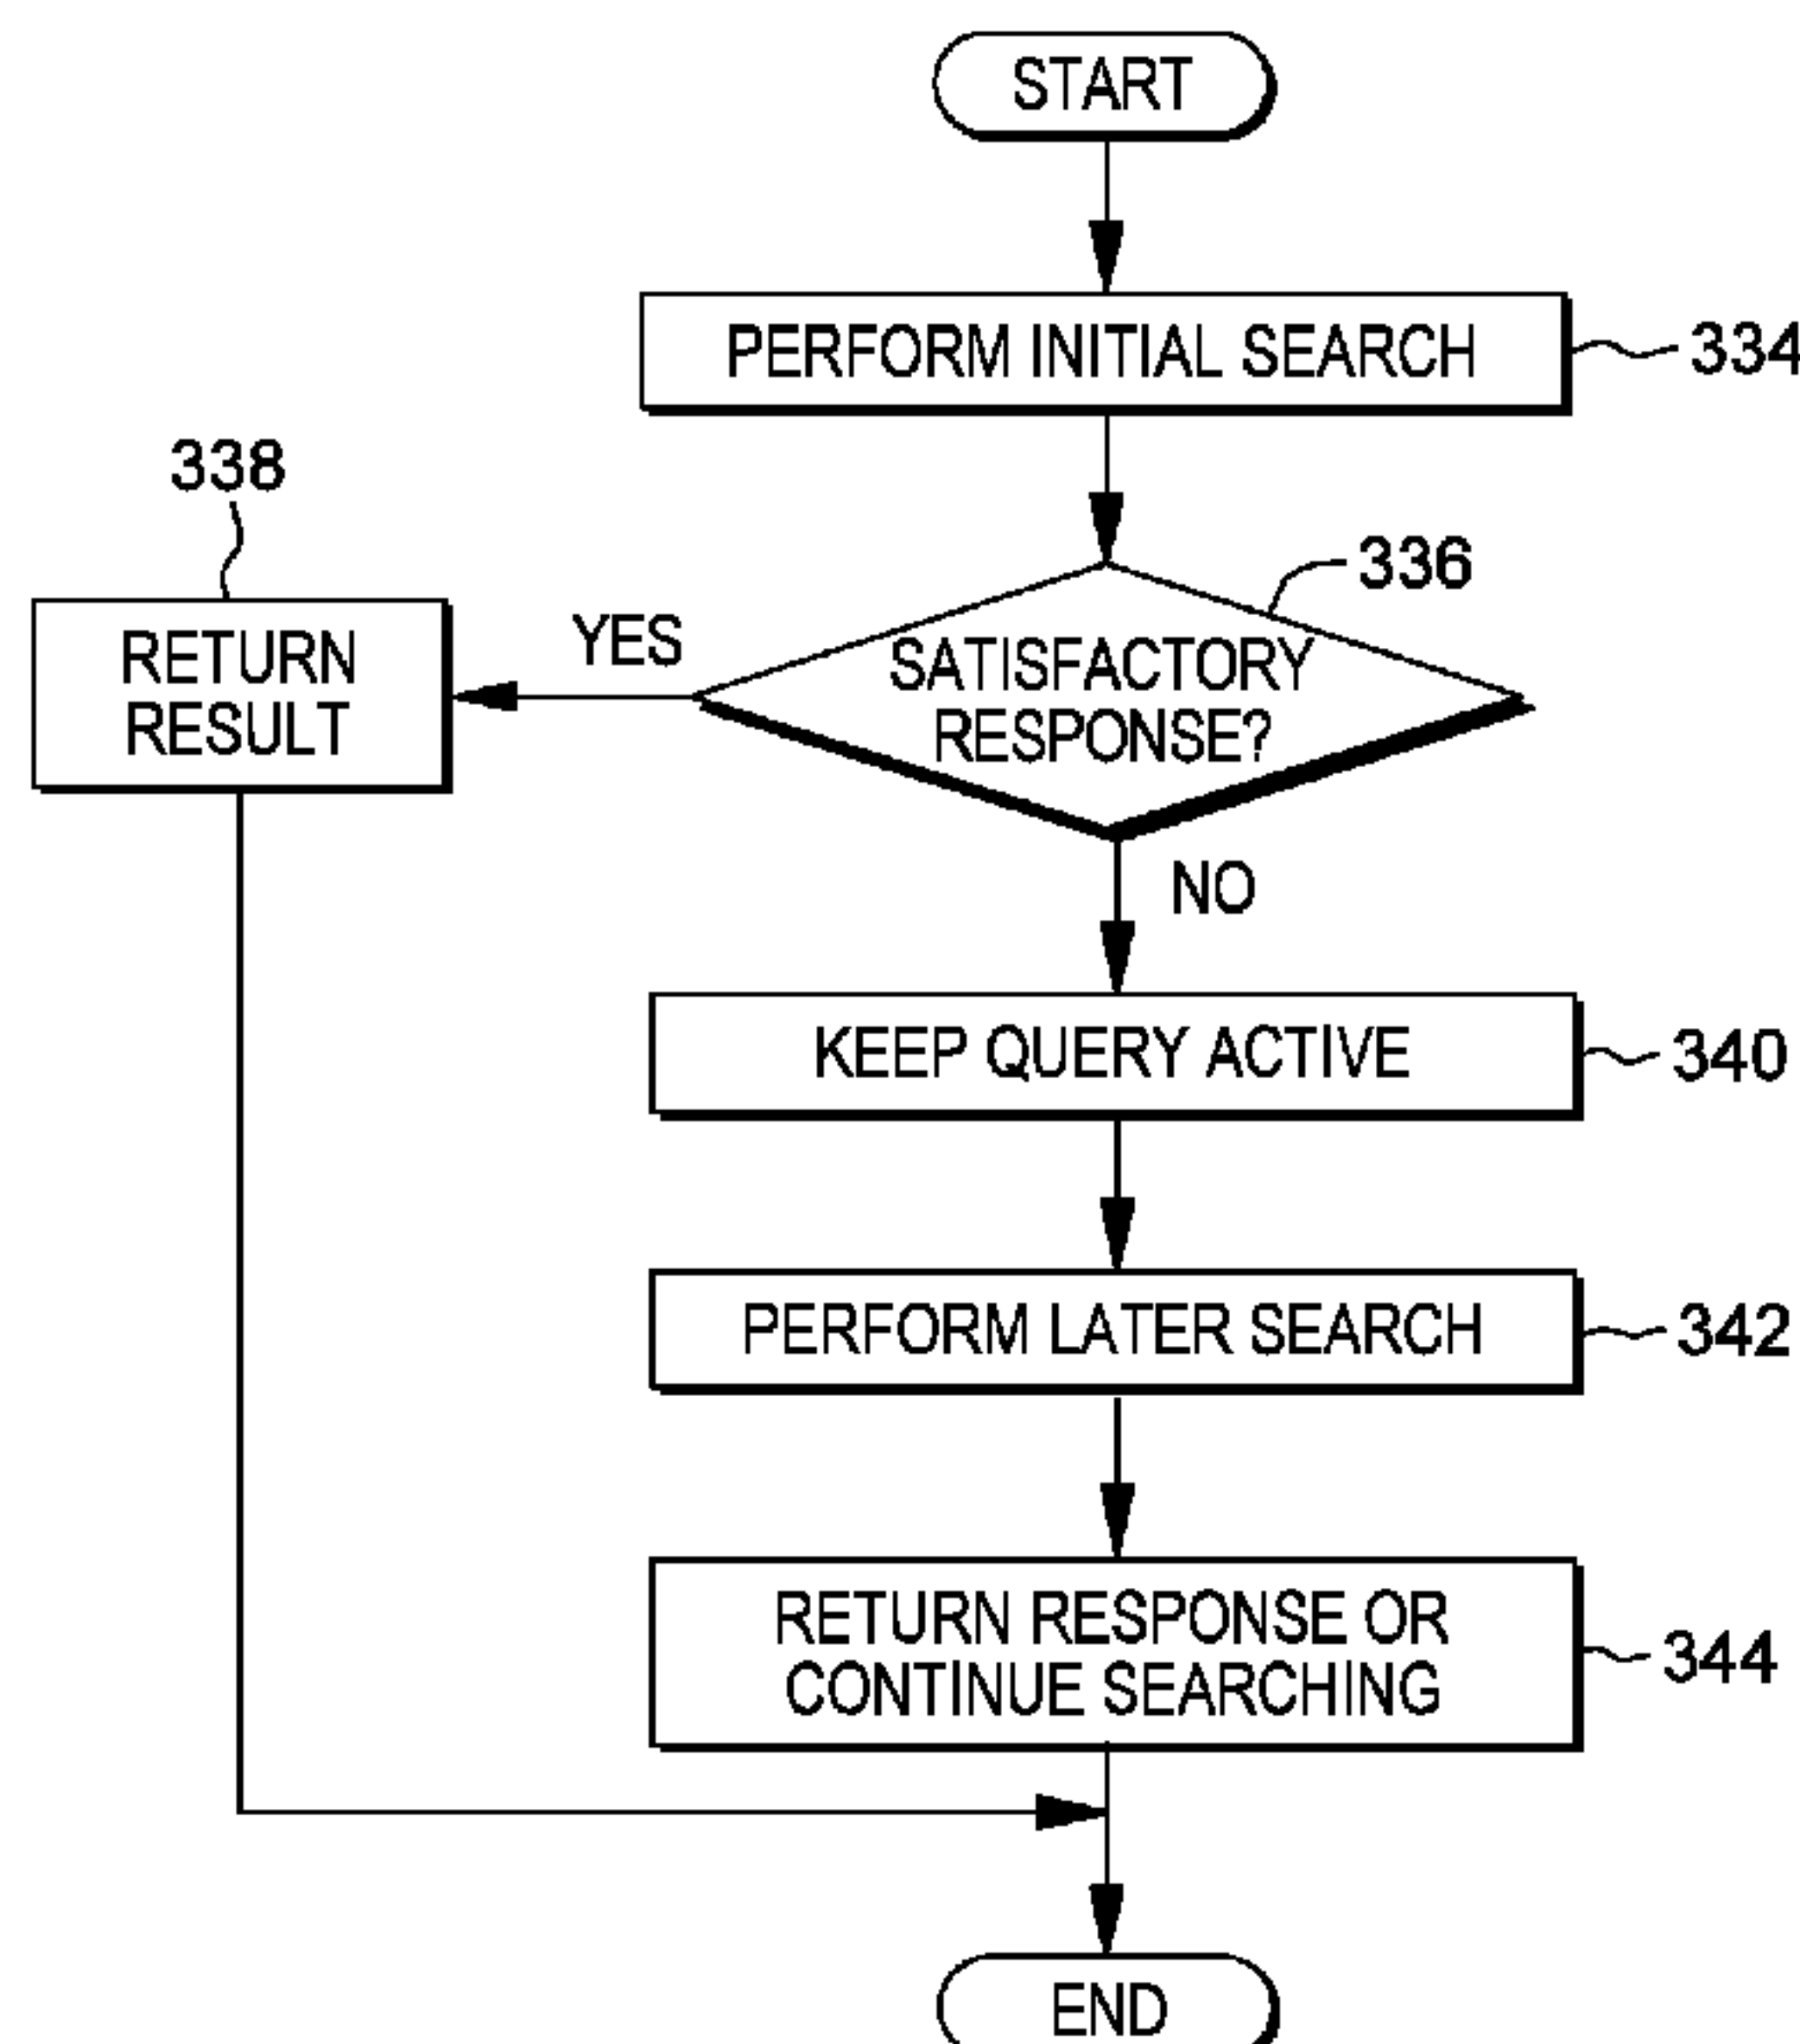 START
PERFORM INITIAL SEARCH
334
338
336
RETURN
RESULT
YES
SATISFACTORY
RESPONSE?
NO
KEEP QUERY ACTIVE
340
PERFORM LATER SEARCH
342
RETURN RESPONSE OR
CONTINUE SEARCHING
344
END